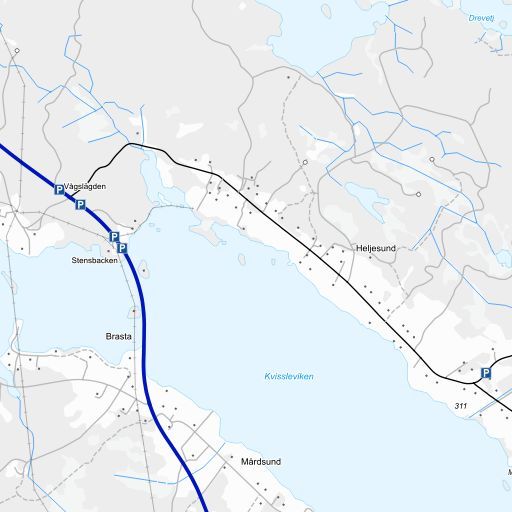 Drevetj
P
Vågslagden
P
P
P
Heljesund
Stensbacken
Brasta
P
Kvissleviken
311
Mårdsund